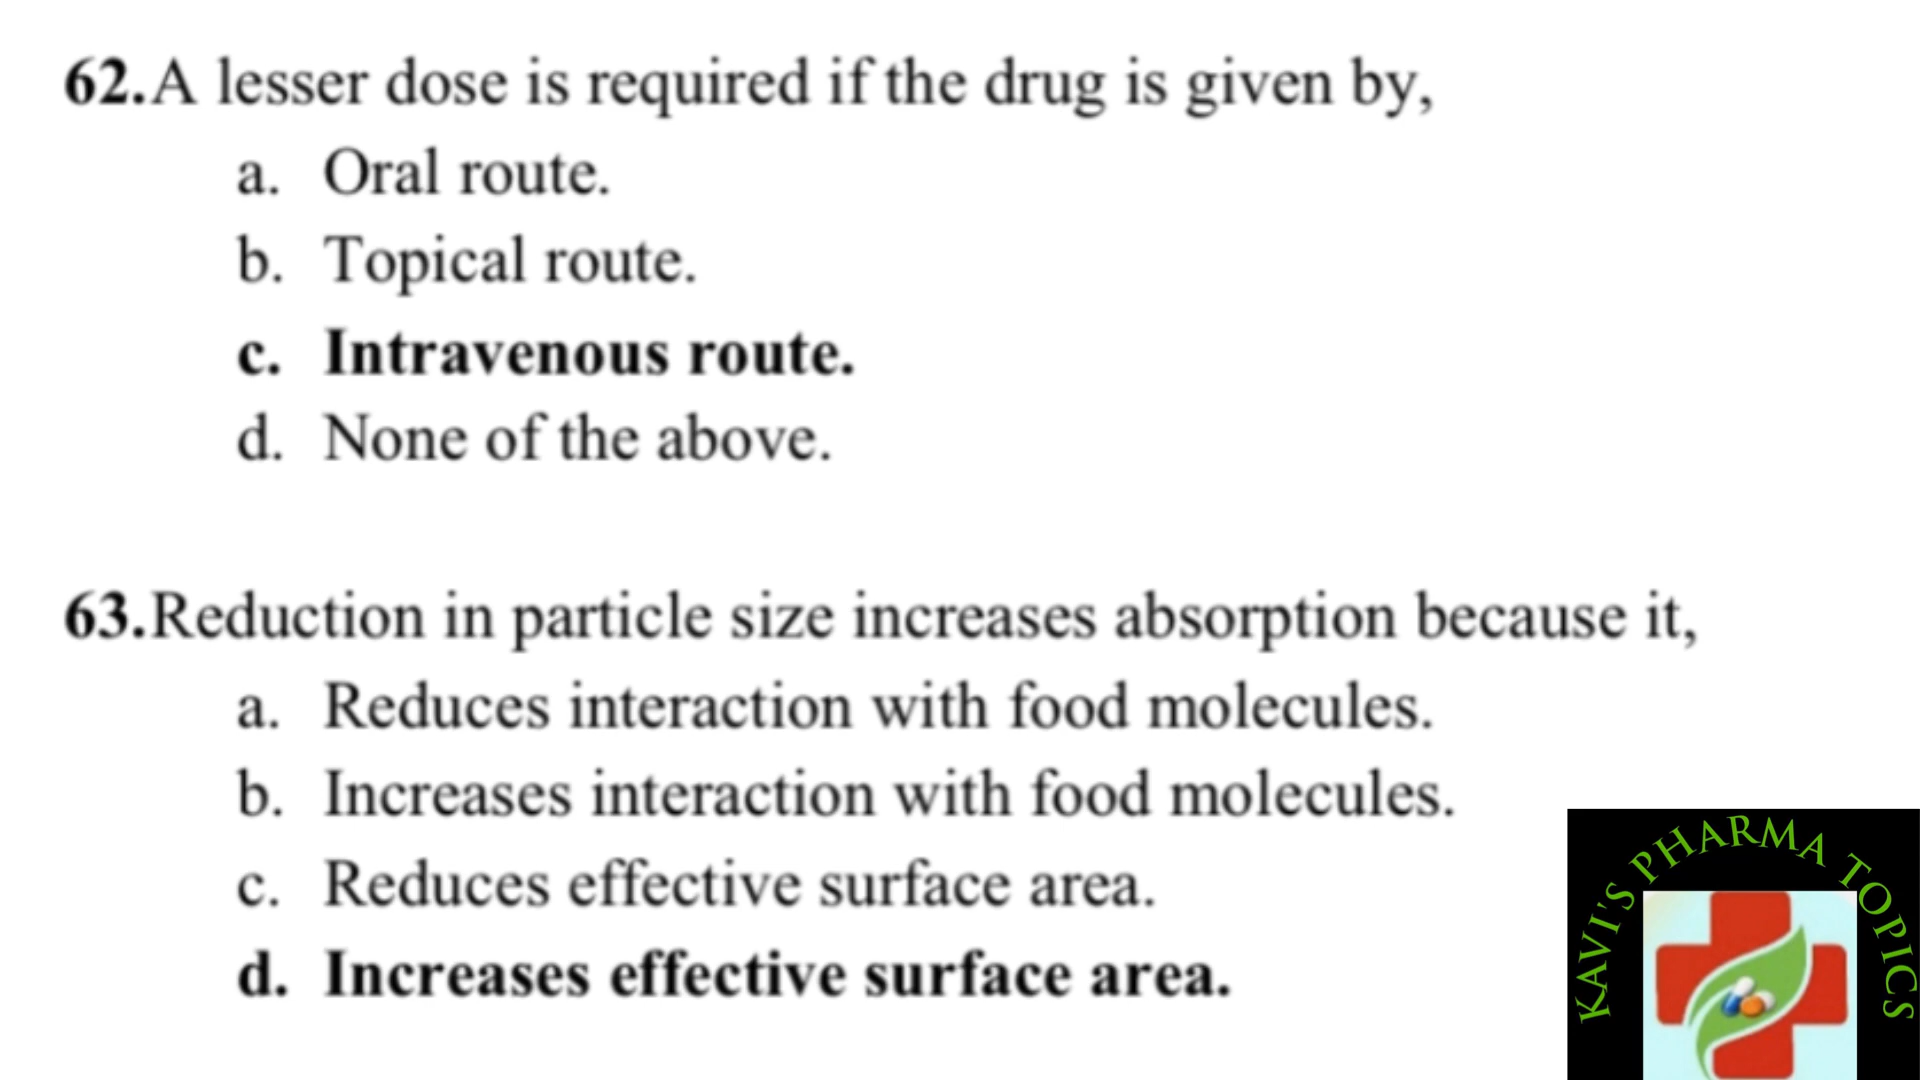 62.A lesser dose is required if the drug is given by,
a. Oral route.
b. Topical route.
c. Intravenous route.
d. None of the above.
63.Reduction in particle size increases absorption because it,
a. Reduces interaction with food molecules.
b. Increases interaction with food molecules.
c. Reduces effective surface area.
d. Increases effective surface area.
KAVI'S PHARMA TOPICS